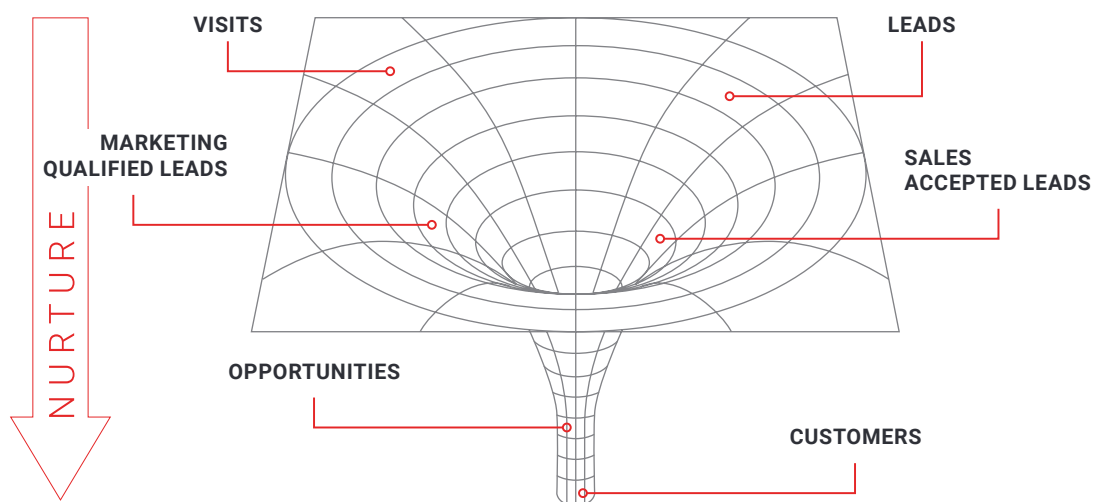 VISITS
LEADS
MARKETING
QUALIFIED LEADS
SALES
ACCEPTED LEADS
NURTURE
OPPORTUNITIES
CUSTOMERS